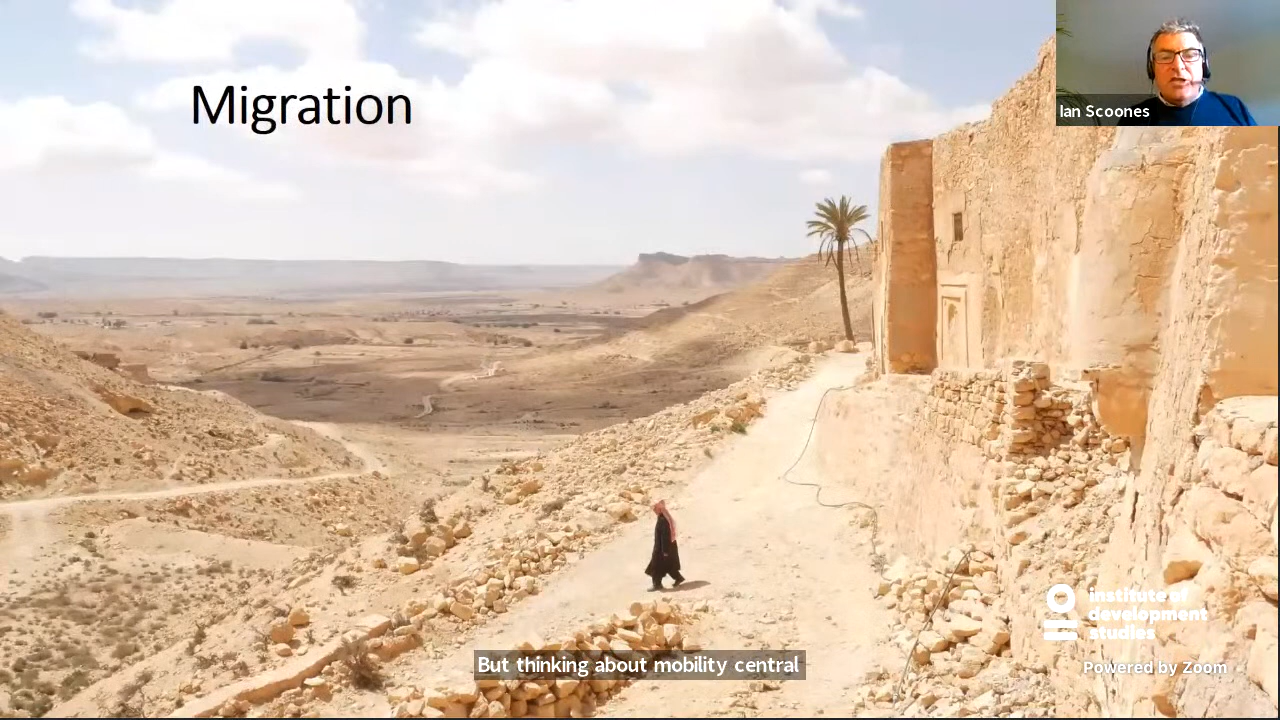 Migration
Ian Scoones
institute of
development
studies
But thinking about mobility central
Powered by Zoom